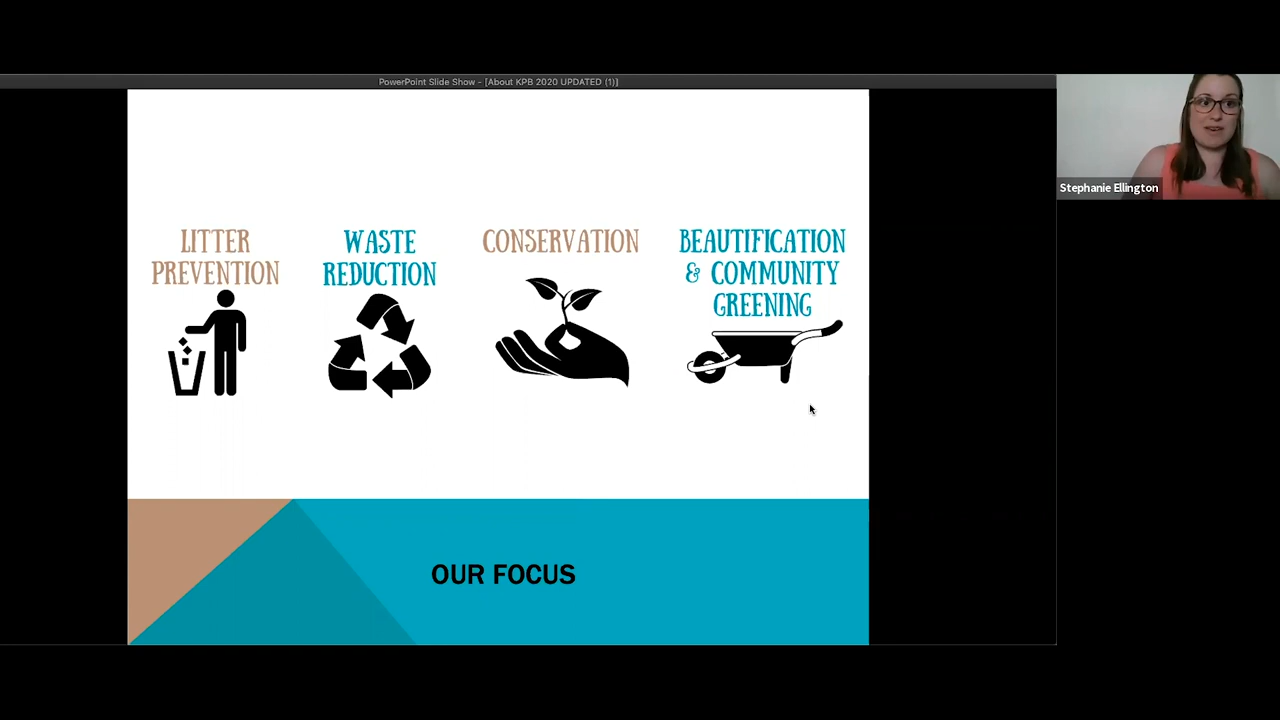 PowerPoint Slide Show - [About KPB 2020 UPDATED (1)]
Stephanie Ellington
LITTER
PREVENTION
WASTE
REDUCTION
CONSERVATION
BEAUTIFICATION
& COMMUNITY
GREENING
OUR FOCUS